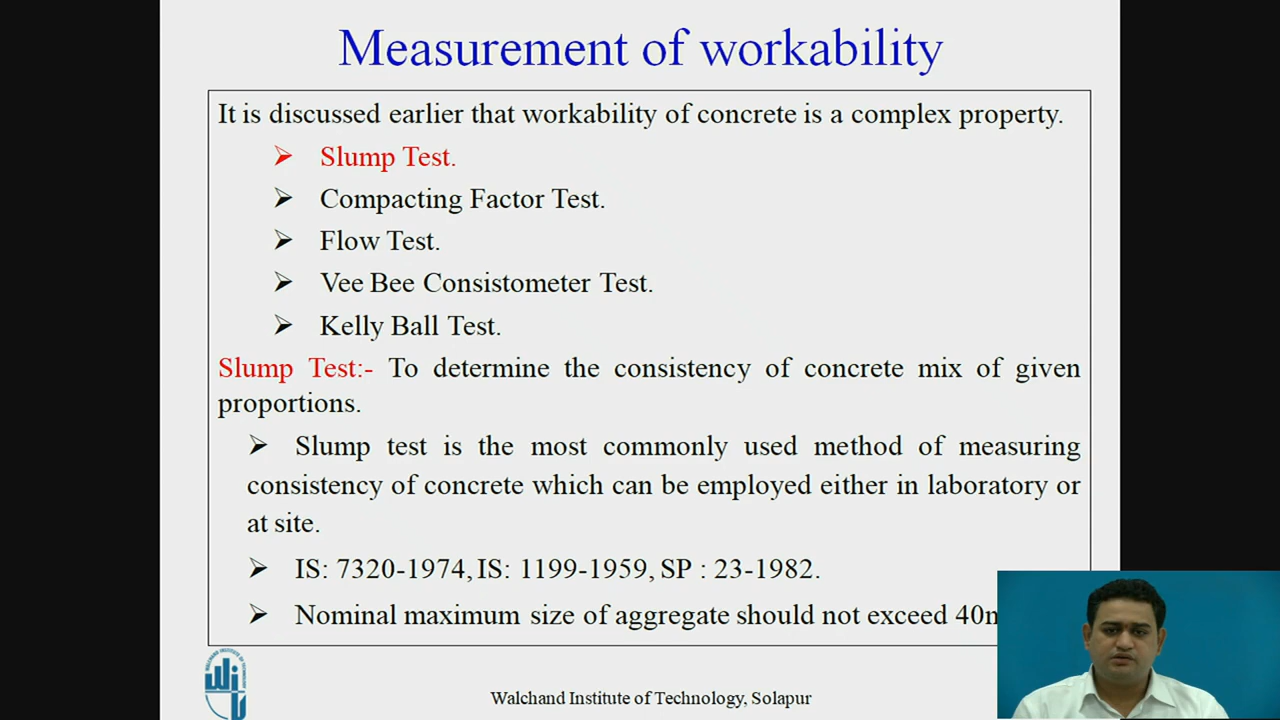 Measurement of workability
It is discussed earlier that workability of concrete is a complex property.
➢ Slump Test.
➢ Compacting Factor Test.
➢ Flow Test.
➢ Vee Bee Consistometer Test.
➢ Kelly Ball Test.
Slump Test:- To determine the consistency of concrete mix of given
proportions.
➢ Slump test is the most commonly used method of measuring
consistency of concrete which can be employed either in laboratory or
at site.
➢ IS: 7320-1974, IS: 1199-1959, SP : 23-1982.
➢ Nominal maximum size of aggregate should not exceed
Walchand Institute of Technology, Solapur